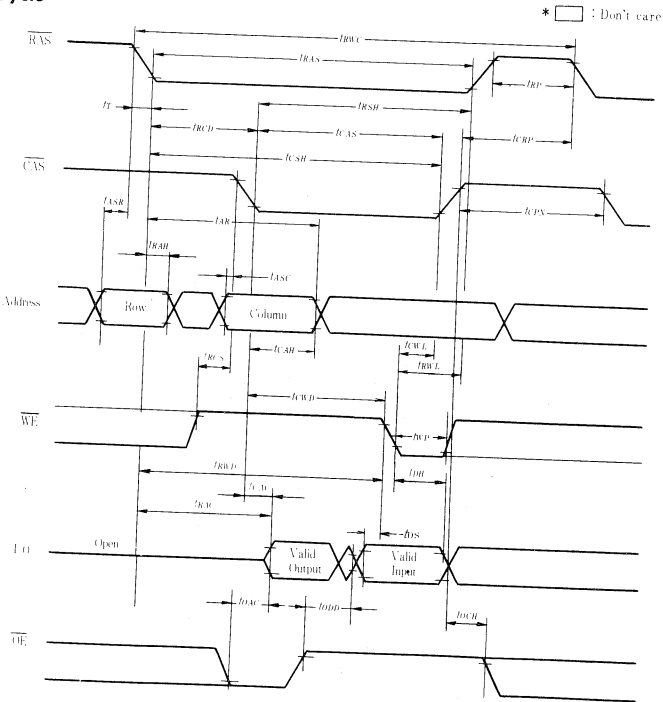 * : Don't care
RAS
tRWC
tRAS
tRP
tRSH
tT
tRCD
tCAS
tCRP
tCSH
CAS
tASR
tAR
tCPN
tRAH
tASC
Address
Row
Column
tCAH
tCWL
tRCS
tRWL
tCWD
WE
tWP
tRWD
tDH
tCAC
tRAC
tDS
Open
I/O
Valid Output
Valid Input
tOAC
tODD
tOCH
OE